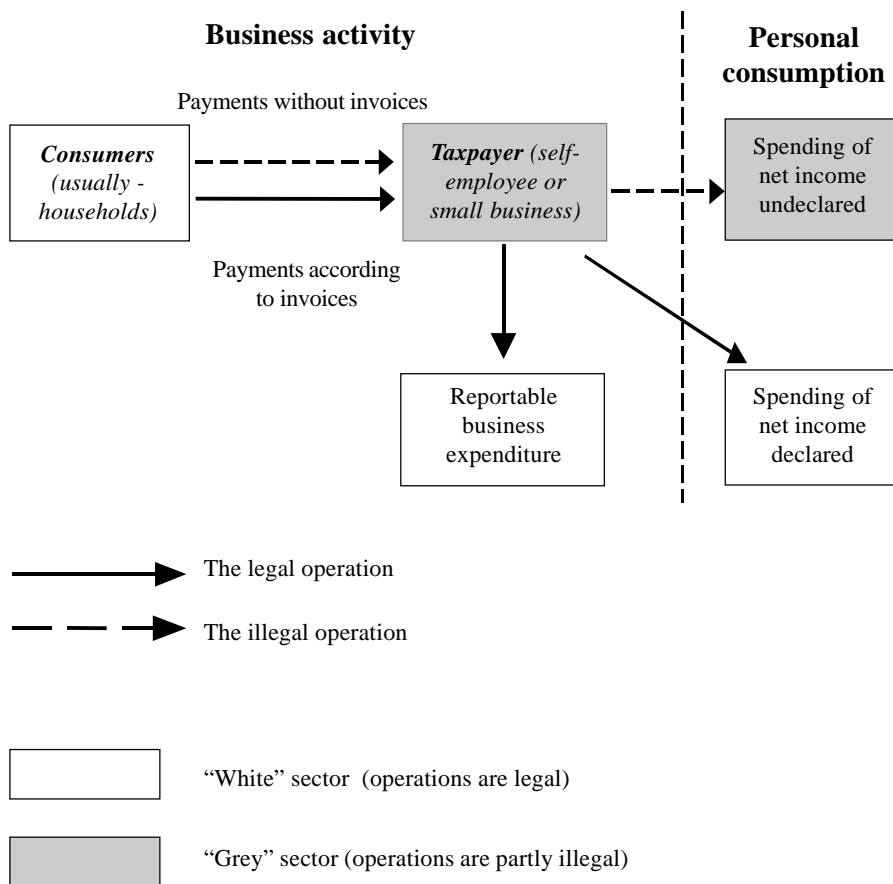 Business activity
Personal
consumption
Payments without invoices
Consumers
(usually -
households)
Taxpayer (self-
employee or
small business)
Spending of
net income
undeclared
Payments according
to invoices
Reportable
business
expenditure
Spending of
net income
declared
The legal operation
The illegal operation
“White” sector (operations are legal)
“Grey” sector (operations are partly illegal)